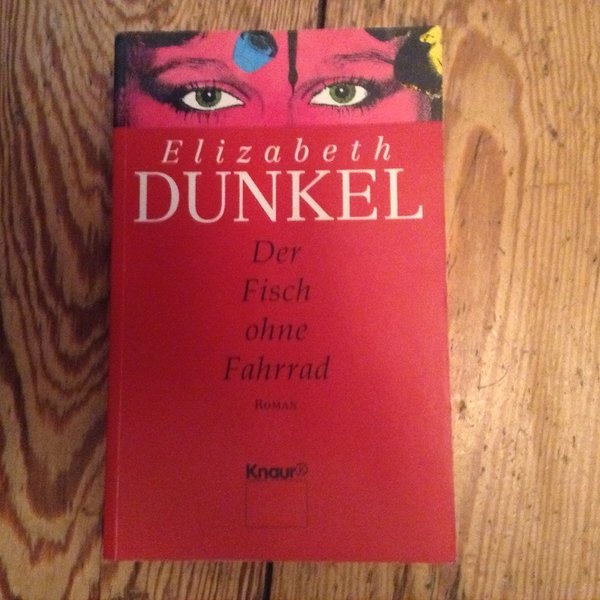 Elizabeth
DUNKEL
Der
Fisch
ohne
Fahrrad
ROMAN
Knaur